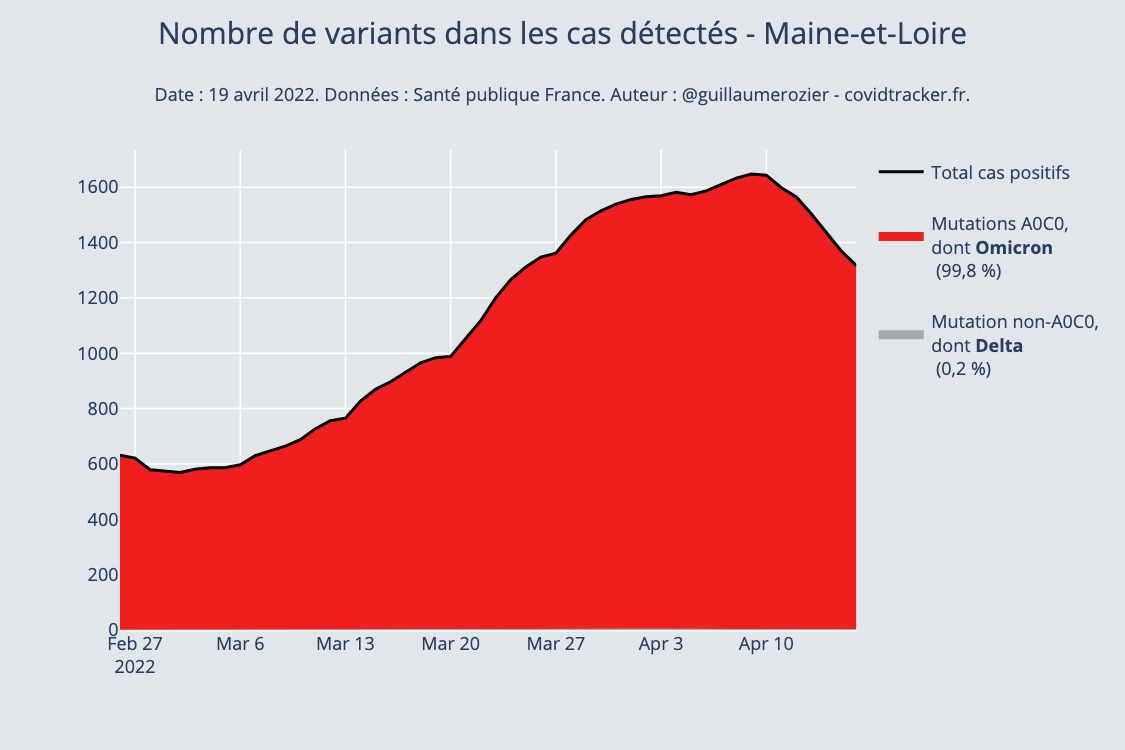 Nombre de variants dans les cas détectés - Maine-et-Loire
Date : 19 avril 2022. Données : Santé publique France. Auteur : @guillaumerozier - covidtracker.fr.
1600
1400
1200
1000
800
600
400
200
0
Feb 27
2022
Mar 6
Mar 13
Mar 20
Mar 27
Apr 3
Apr 10
Total cas positifs
Mutations A0C0,
dont Omicron
(99,8 %)
Mutation non-A0C0,
dont Delta
(0,2 %)